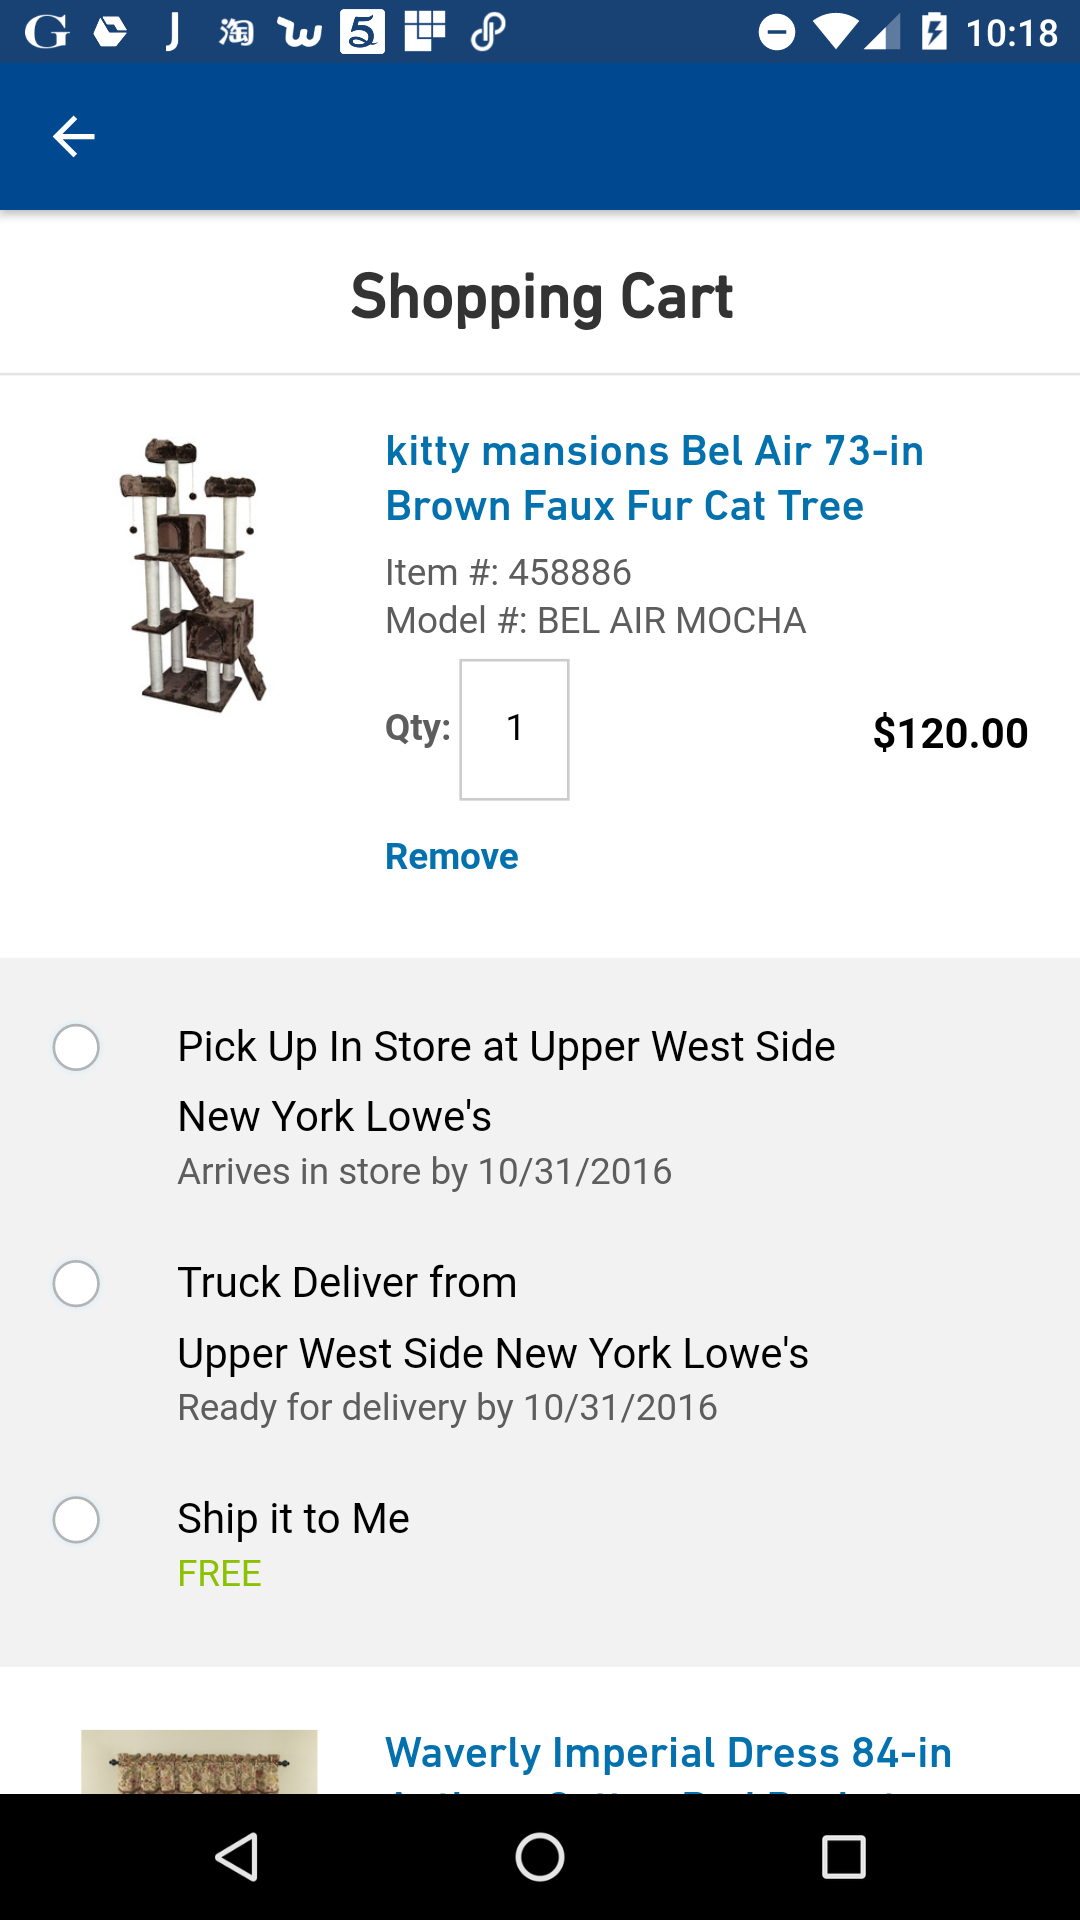 10:18
Shopping Cart
kitty mansions Bel Air 73-in
Brown Faux Fur Cat Tree
Item #: 458886
Model #: BEL AIR MOCHA
Qty: 1
$120.00
Remove
Pick Up In Store at Upper West Side
New York Lowe's
Arrives in store by 10/31/2016
Truck Deliver from
Upper West Side New York Lowe's
Ready for delivery by 10/31/2016
Ship it to Me
FREE
Waverly Imperial Dress 84-in